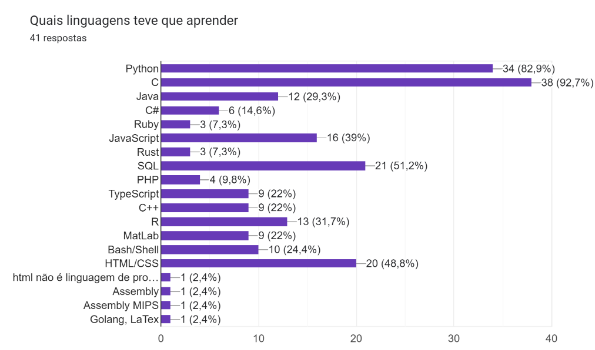 Quais linguagens teve que aprender
41 respostas
Python 34 (82,9%)
C 38 (92,7%)
Java 12 (29,3%)
C# 6 (14,6%)
Ruby 3 (7,3%)
JavaScript 16 (39%)
Rust 3 (7,3%)
SQL 21 (51,2%)
PHP 4 (9,8%)
TypeScript 9 (22%)
C++ 9 (22%)
R 13 (31,7%)
MatLab 9 (22%)
Bash/Shell 10 (24,4%)
HTML/CSS 20 (48,8%)
html não é linguagem de pro... 1 (2,4%)
Assembly 1 (2,4%)
Assembly MIPS 1 (2,4%)
Golang, LaTex 1 (2,4%)
0 10 20 30 40